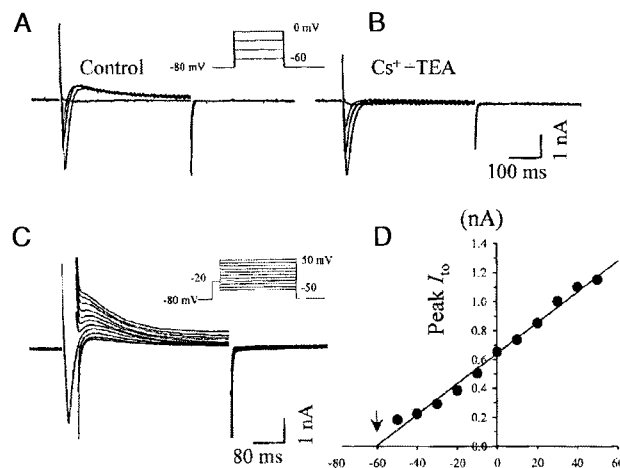 A
Control
0 mV
-60
-80 mV
B
Cs+ -TEA
1 nA
100 ms
C
50 mV
-20
-50
-80 mV
1 nA
80 ms
D
(nA)
Peak Ito
1.4
1.2
1.0
0.8
0.6
0.4
0.2
0.0
-80 -60 -40 -20 0 20 40 60